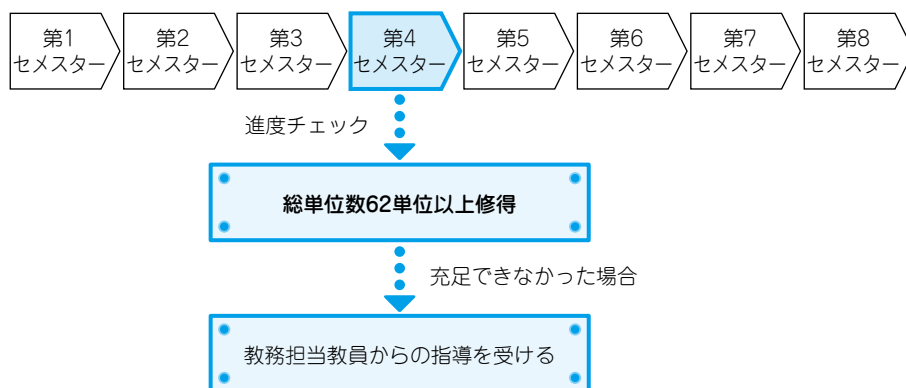 第1
セメスター
第2
セメスター
第3
セメスター
第4
セメスター
第5
セメスター
第6
セメスター
第7
セメスター
第8
セメスター
進度チェック
総単位数62単位以上修得
充足できなかった場合
教務担当教員からの指導を受ける